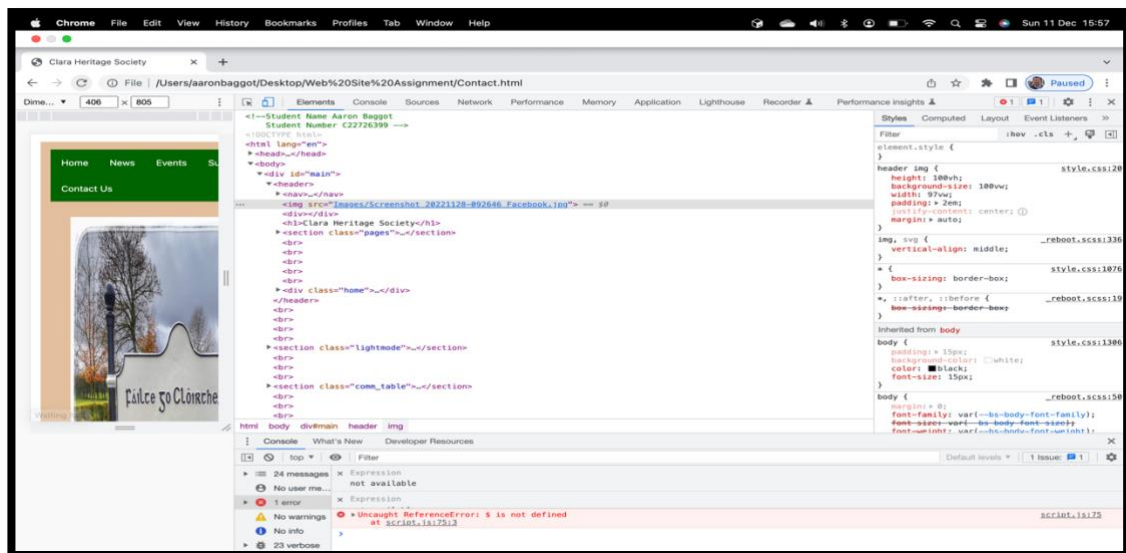 Chrome File Edit View History Bookmarks Profiles Tab Window Help Sun 11 Dec 15:57
Clara Heritage Society × +
File | /Users/aaronbaggot/Desktop/Web%20Site%20Assignment/Contact.html Paused
Dime... 406 × 805 Elements Console Sources Network Performance Memory Application Lighthouse Recorder Performance insights 1 1
Home News Events
Contact Us
Fáilte go Clóirthe
<!--Student Name Aaron Baggot
Student Number C22726399 -->
<!DOCTYPE html>
<html lang="en">
<head>…</head>
<body>
<div id="main">
<header>
<nav>…</nav>
<img src="Images/Screenshot_20221128-092646_Facebook.jpg"> == $0
<div></div>
<h1>Clara Heritage Society</h1>
<section class="pages">…</section>
<br>
<br>
<br>
<br>
<br>
<div class="home">…</div>
</header>
<br>
<br>
<br>
<section class="lightmode">…</section>
<br>
<br>
<br>
<section class="comm_table">…</section>
<br>
<br>
<br>
html body div#main header img
Styles Computed Layout Event Listeners »
Filter :hov .cls +
element.style {
}
header img { style.css:20
height: 100vh;
background-size: 100vw;
width: 97vw;
padding: 2em;
justify-content: center;
margin: auto;
}
img, svg { _reboot.scss:336
vertical-align: middle;
}
* { style.css:1076
box-sizing: border-box;
}
*, ::after, ::before { _reboot.scss:19
box-sizing: border-box;
}
Inherited from body
body { style.css:1306
padding: 15px;
background-color: white;
color: black;
font-size: 15px;
}
body { _reboot.scss:50
margin: 0;
font-family: var(--bs-body-font-family);
font-size: var(--bs-body-font-size);
font-weight: var(--bs-body-font-weight);
Console What's New Developer Resources ×
top Filter Default levels 1 Issue: 1
24 messages
No user me...
1 error
No warnings
No info
23 verbose
× Expression
not available
× Expression
Uncaught ReferenceError: $ is not defined script.js:75
at script.js:75:3